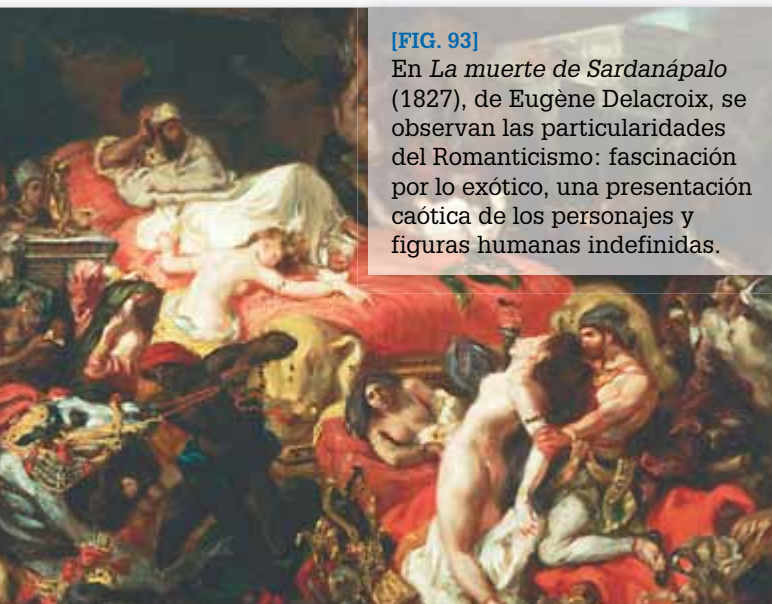 [FIG. 93]
En La muerte de Sardanápalo
(1827), de Eugène Delacroix, se
observan las particularidades
del Romanticismo: fascinación
por lo exótico, una presentación
caótica de los personajes y
figuras humanas indefinidas.